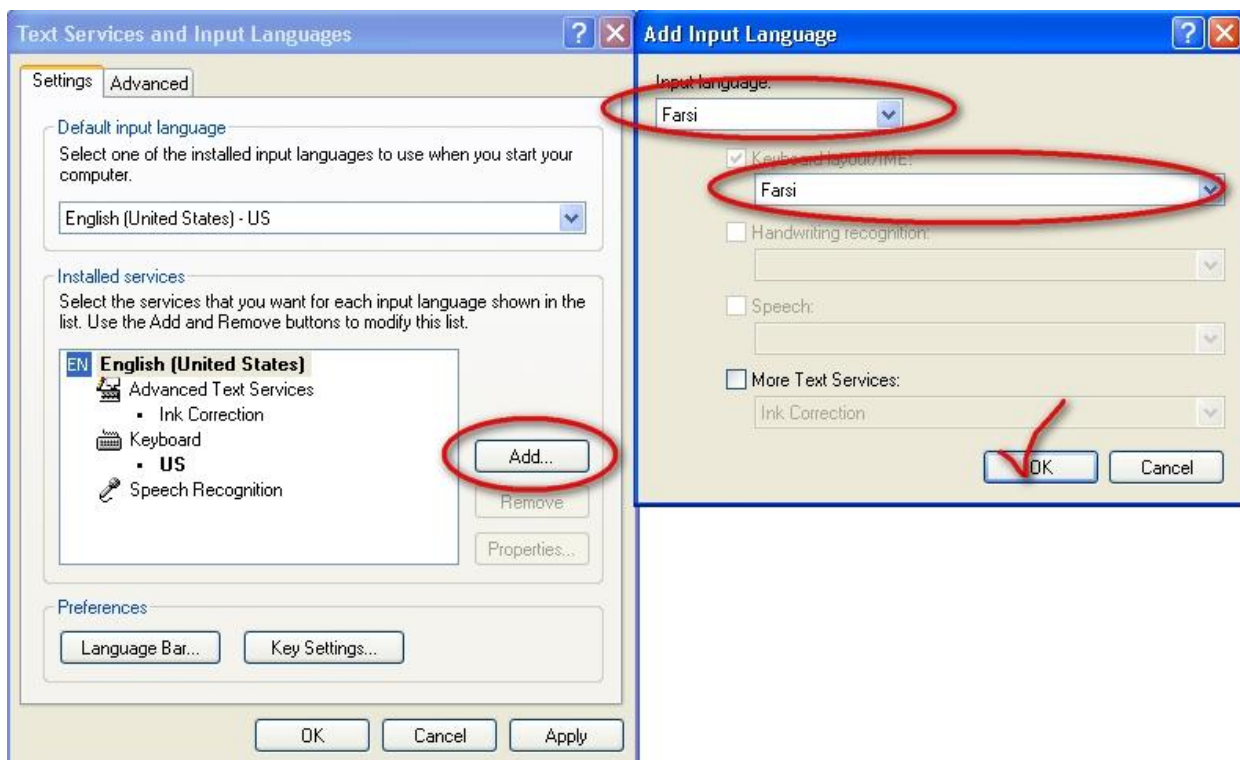 Text Services and Input Languages
Settings
Advanced
Default input language
Select one of the installed input languages to use when you start your
computer.
English (United States) - US
Installed services
Select the services that you want for each input language shown in the
list. Use the Add and Remove buttons to modify this list.
EN English (United States)
Advanced Text Services
Ink Correction
Keyboard
US
Speech Recognition
Add...
Remove
Properties...
Preferences
Language Bar...
Key Settings...
OK
Cancel
Apply
Add Input Language
Input language:
Farsi
Keyboard layout/IME:
Farsi
Handwriting recognition:
Speech:
More Text Services:
Ink Correction
OK
Cancel